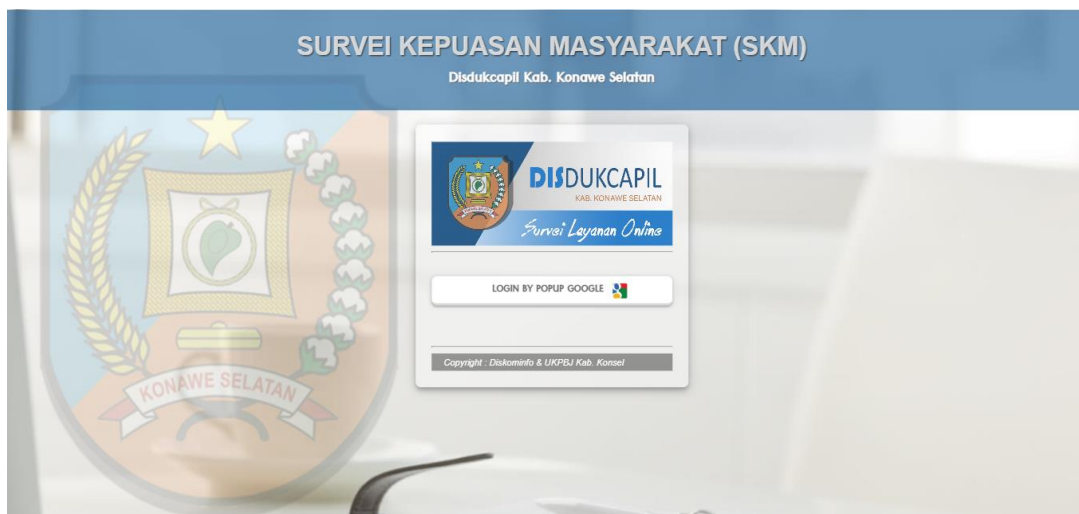 SURVEI KEPUASAN MASYARAKAT (SKM)
Disdukcapil Kab. Konawe Selatan
DISDUKCAPIL
KAB. KONAWE SELATAN
Survei Layanan Online
LOGIN BY POPUP GOOGLE
Copyright : Diskominfo & UKPBJ Kab. Konsel
KONAWE SELATAN